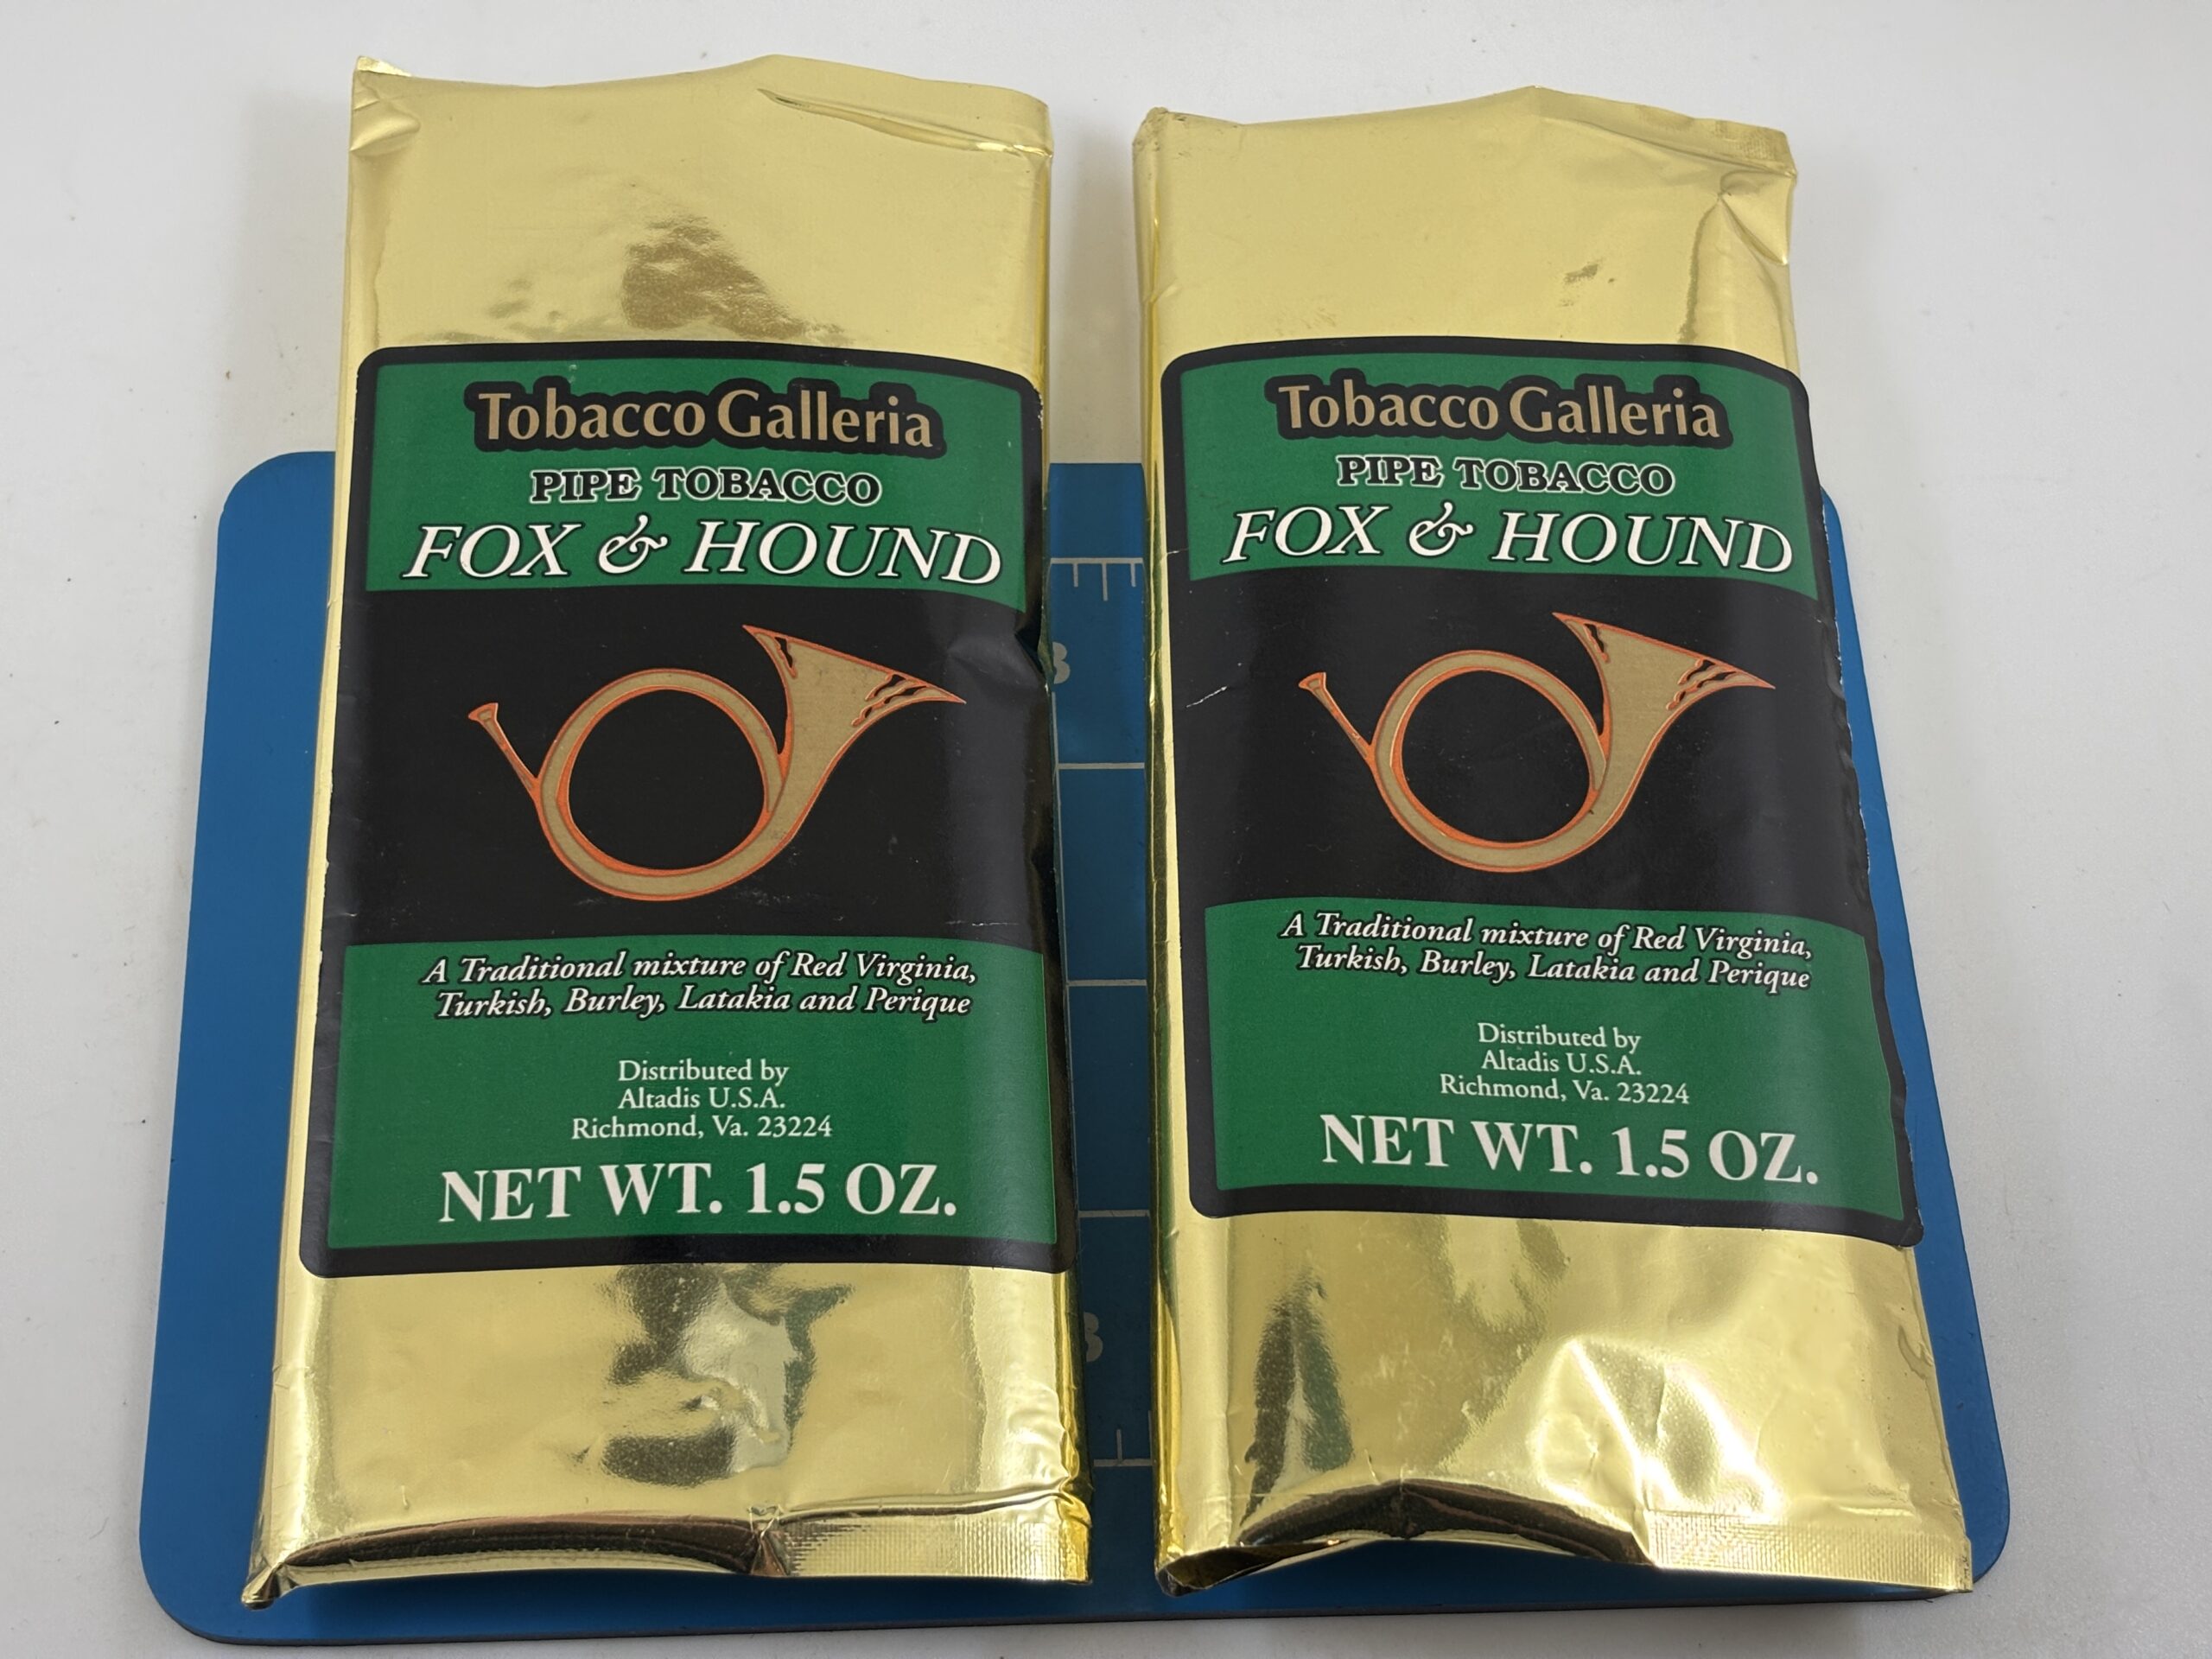 Tobacco Galleria
PIPE TOBACCO
FOX & HOUND
A Traditional mixture of Red Virginia,
Turkish, Burley, Latakia and Perique
Distributed by
Altadis U.S.A.
Richmond, Va. 23224
NET WT. 1.5 OZ.
Tobacco Galleria
PIPE TOBACCO
FOX & HOUND
A Traditional mixture of Red Virginia,
Turkish, Burley, Latakia and Perique
Distributed by
Altadis U.S.A.
Richmond, Va. 23224
NET WT. 1.5 OZ.